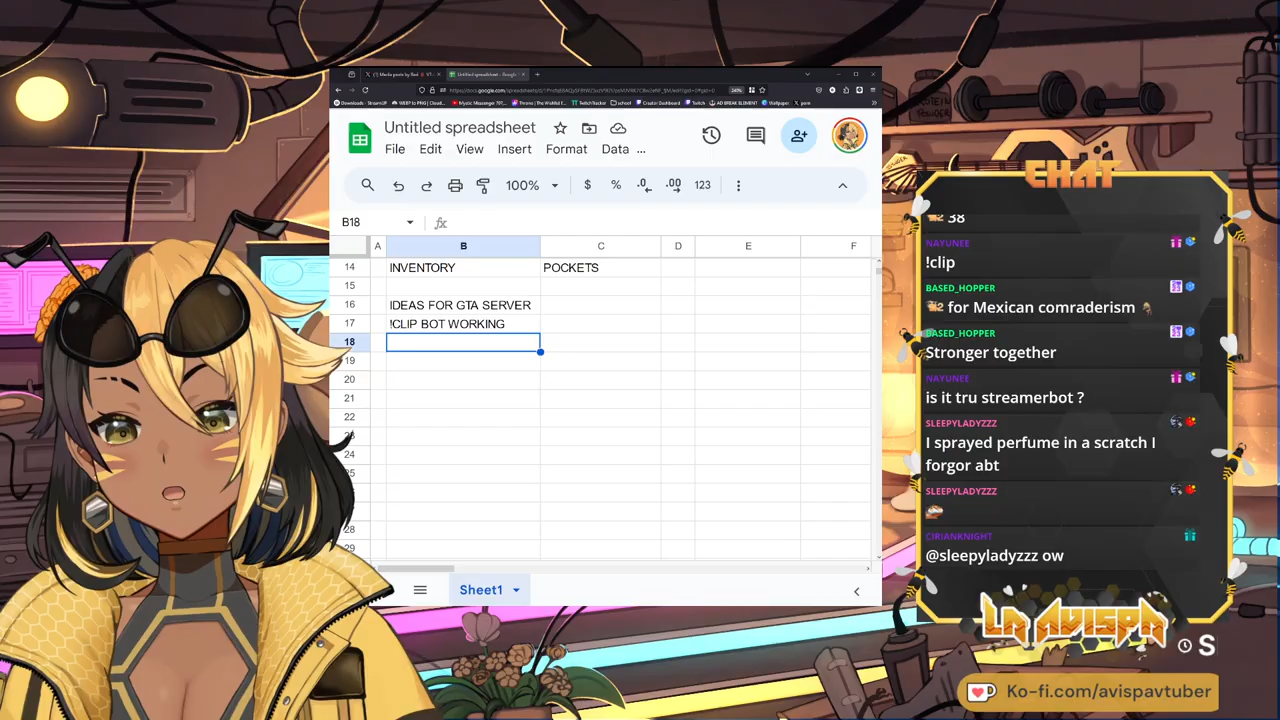 Untitled spreadsheet
File Edit View Insert Format Data ...
100% $ % .0 .00 123
B18 fx
A B C D E F
14 INVENTORY POCKETS
15
16 IDEAS FOR GTA SERVER
17 !CLIP BOT WORKING
18
19
20
21
22
24
28
29
Sheet1
CHAT
38
NAYUNEE
!clip
BASED_HOPPER
for Mexican comraderism
BASED_HOPPER
Stronger together
NAYUNEE
is it tru streamerbot ?
SLEEPYLADYZZZ
I sprayed perfume in a scratch I
forgor abt
SLEEPYLADYZZZ
CIRIANKNIGHT
@sleepyladyzzz ow
LA AVISPA
S
Ko-fi.com/avispavtuber